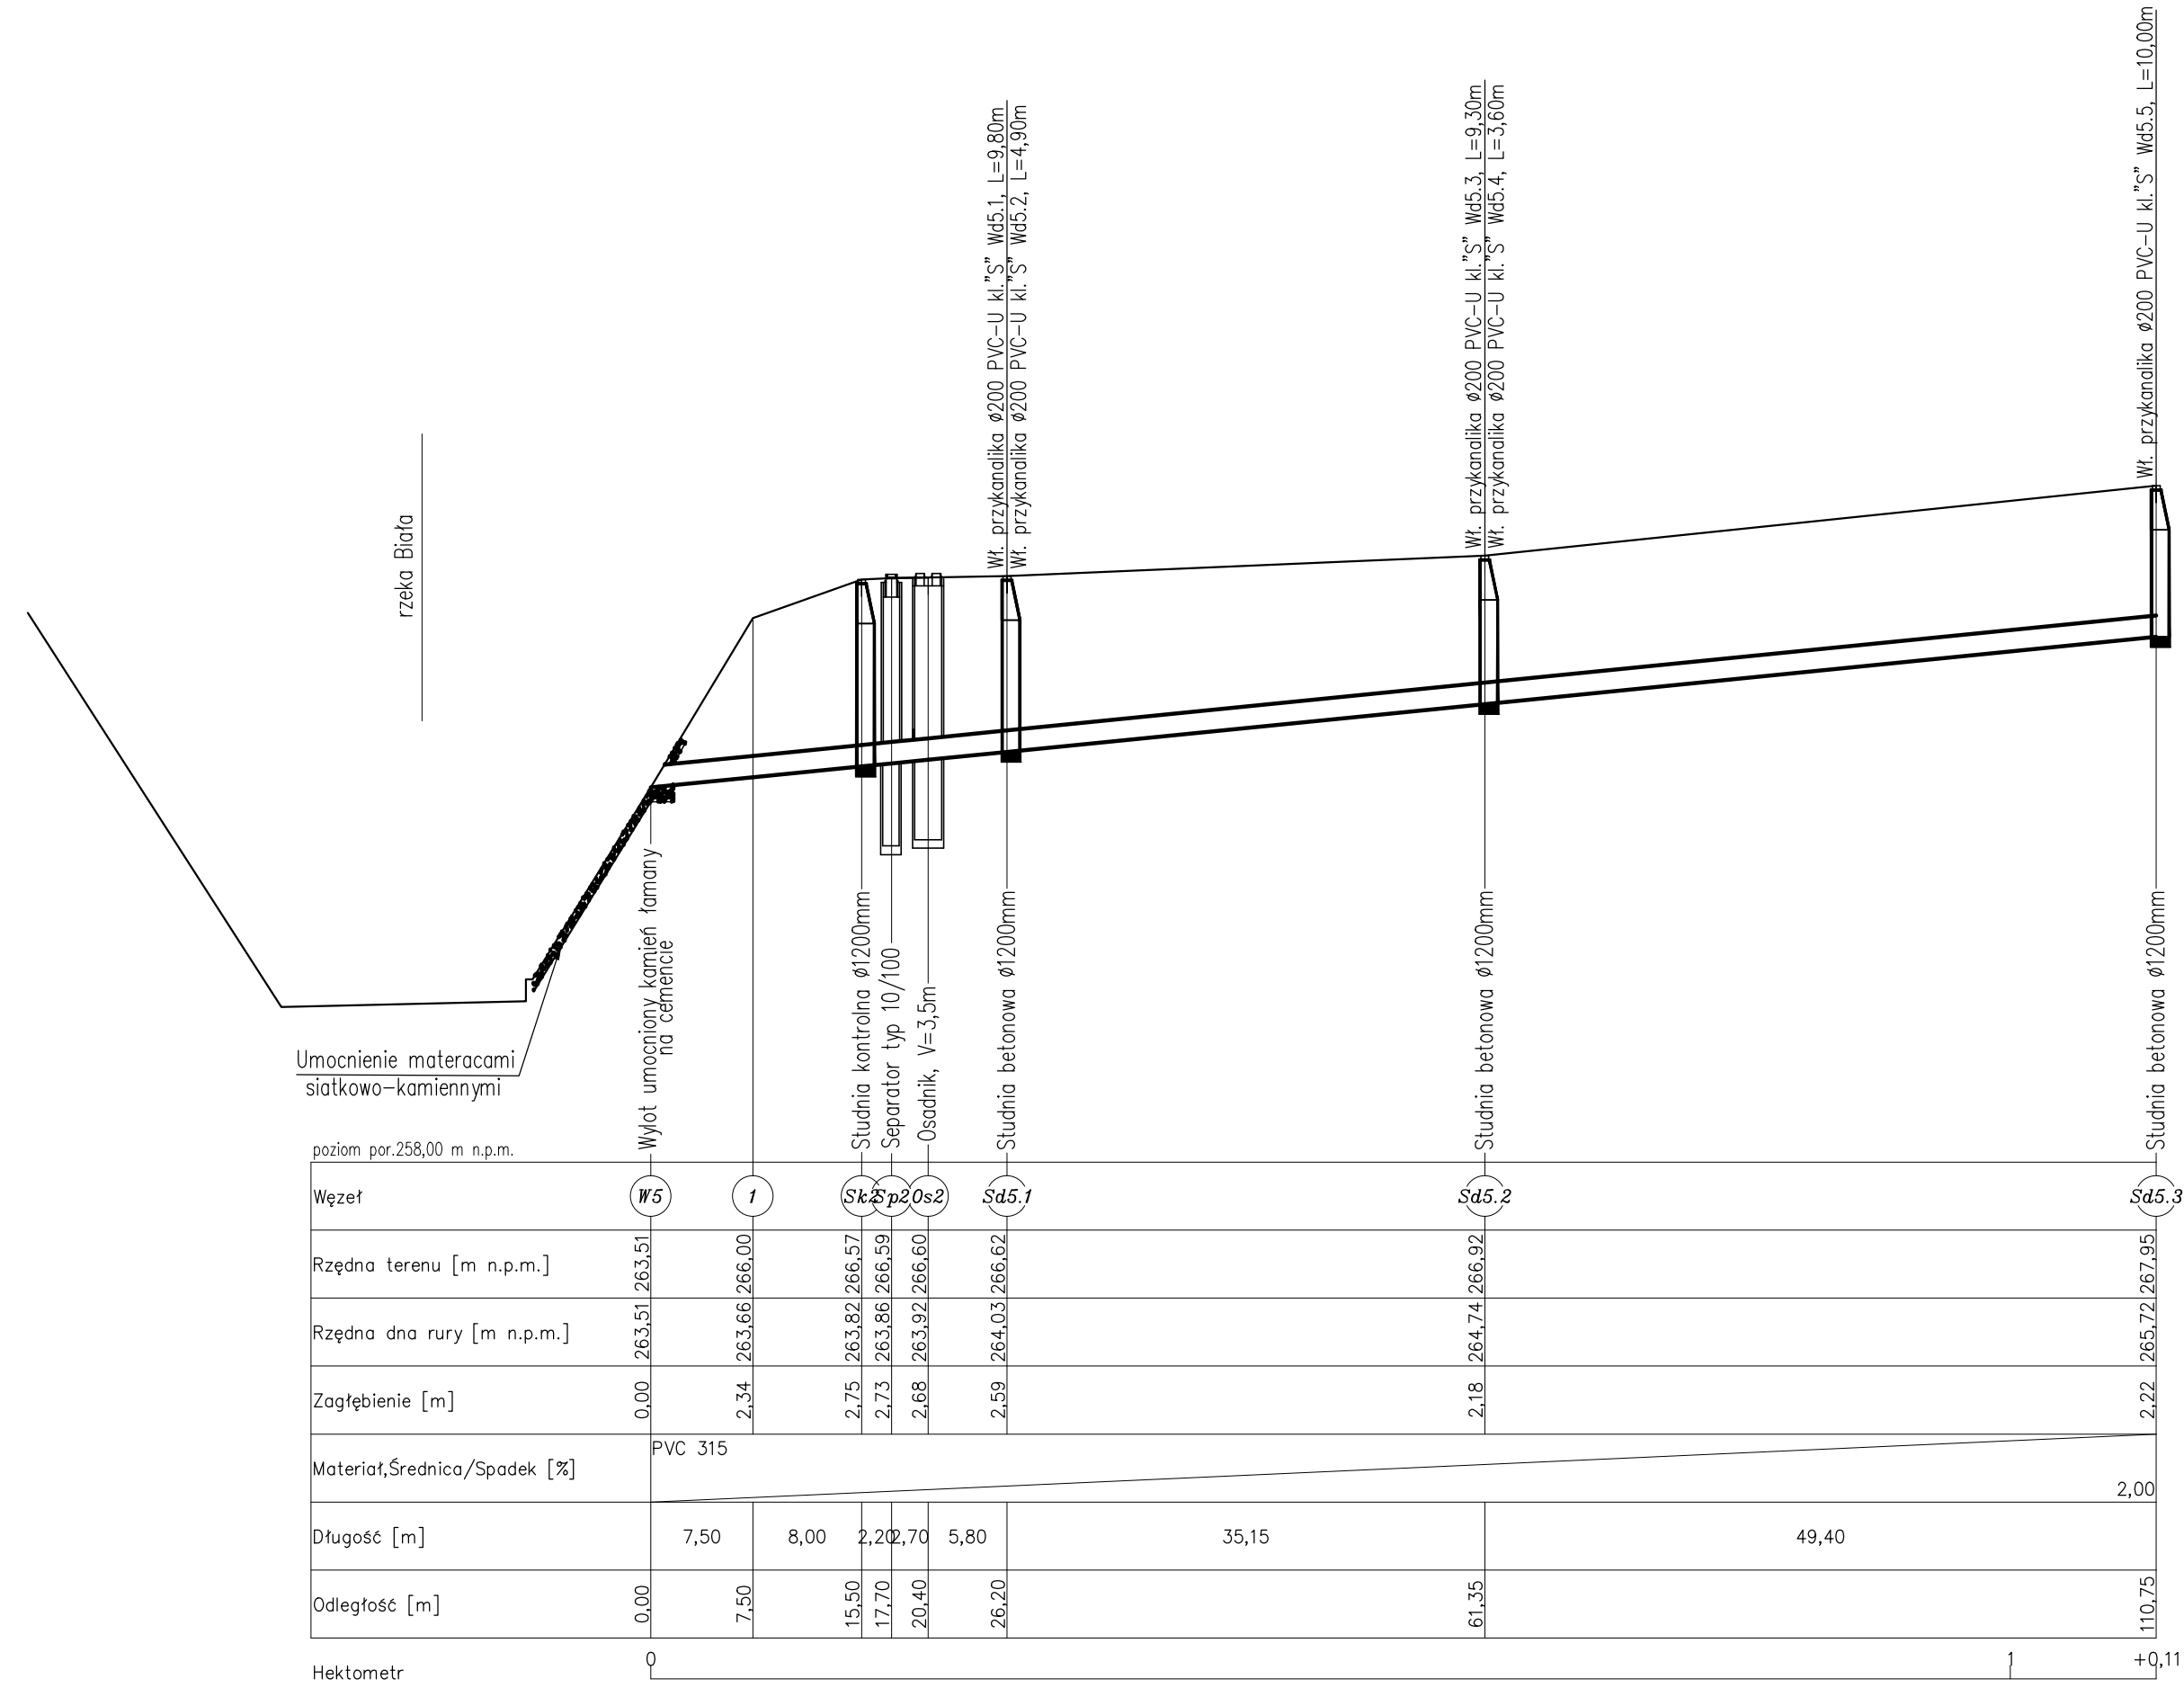 Wł. przykanalika ø200 PVC-U kl."S" Wd5.1, L=9,80m
Wł. przykanalika ø200 PVC-U kl."S" Wd5.2, L=4,90m
Wł. przykanalika ø200 PVC-U kl."S" Wd5.3, L=9,30m
Wł. przykanalika ø200 PVC-U kl."S" Wd5.4, L=3,60m
Wł. przykanalika ø200 PVC-U kl."S" Wd5.5, L=10,00m
rzeka Biała
Umocnienie materacami
siatkowo-kamiennymi
Wylot umocniony kamień łamany
na cemencie
Studnia kontrolna ø1200mm
Separator typ 10/100
Osadnik, V=3,5m
Studnia betonowa ø1200mm
Studnia betonowa ø1200mm
Studnia betonowa ø1200mm
poziom por.258,00 m n.p.m.
Węzeł W5 1 Sk2 Sp2 Os2 Sd5.1 Sd5.2 Sd5.3
Rzędna terenu [m n.p.m.] 263,51 266,00 266,57 266,59 266,60 266,62 266,92 267,95
Rzędna dna rury [m n.p.m.] 263,51 263,66 263,82 263,86 263,92 264,03 264,74 265,72
Zagłębienie [m] 0,00 2,34 2,75 2,73 2,68 2,59 2,18 2,22
Materiał,Średnica/Spadek [%] PVC 315 2,00
Długość [m] 7,50 8,00 2,20 2,70 5,80 35,15 49,40
Odległość [m] 0,00 7,50 15,50 17,70 20,40 26,20 61,35 110,75
Hektometr 0 1 +0,11